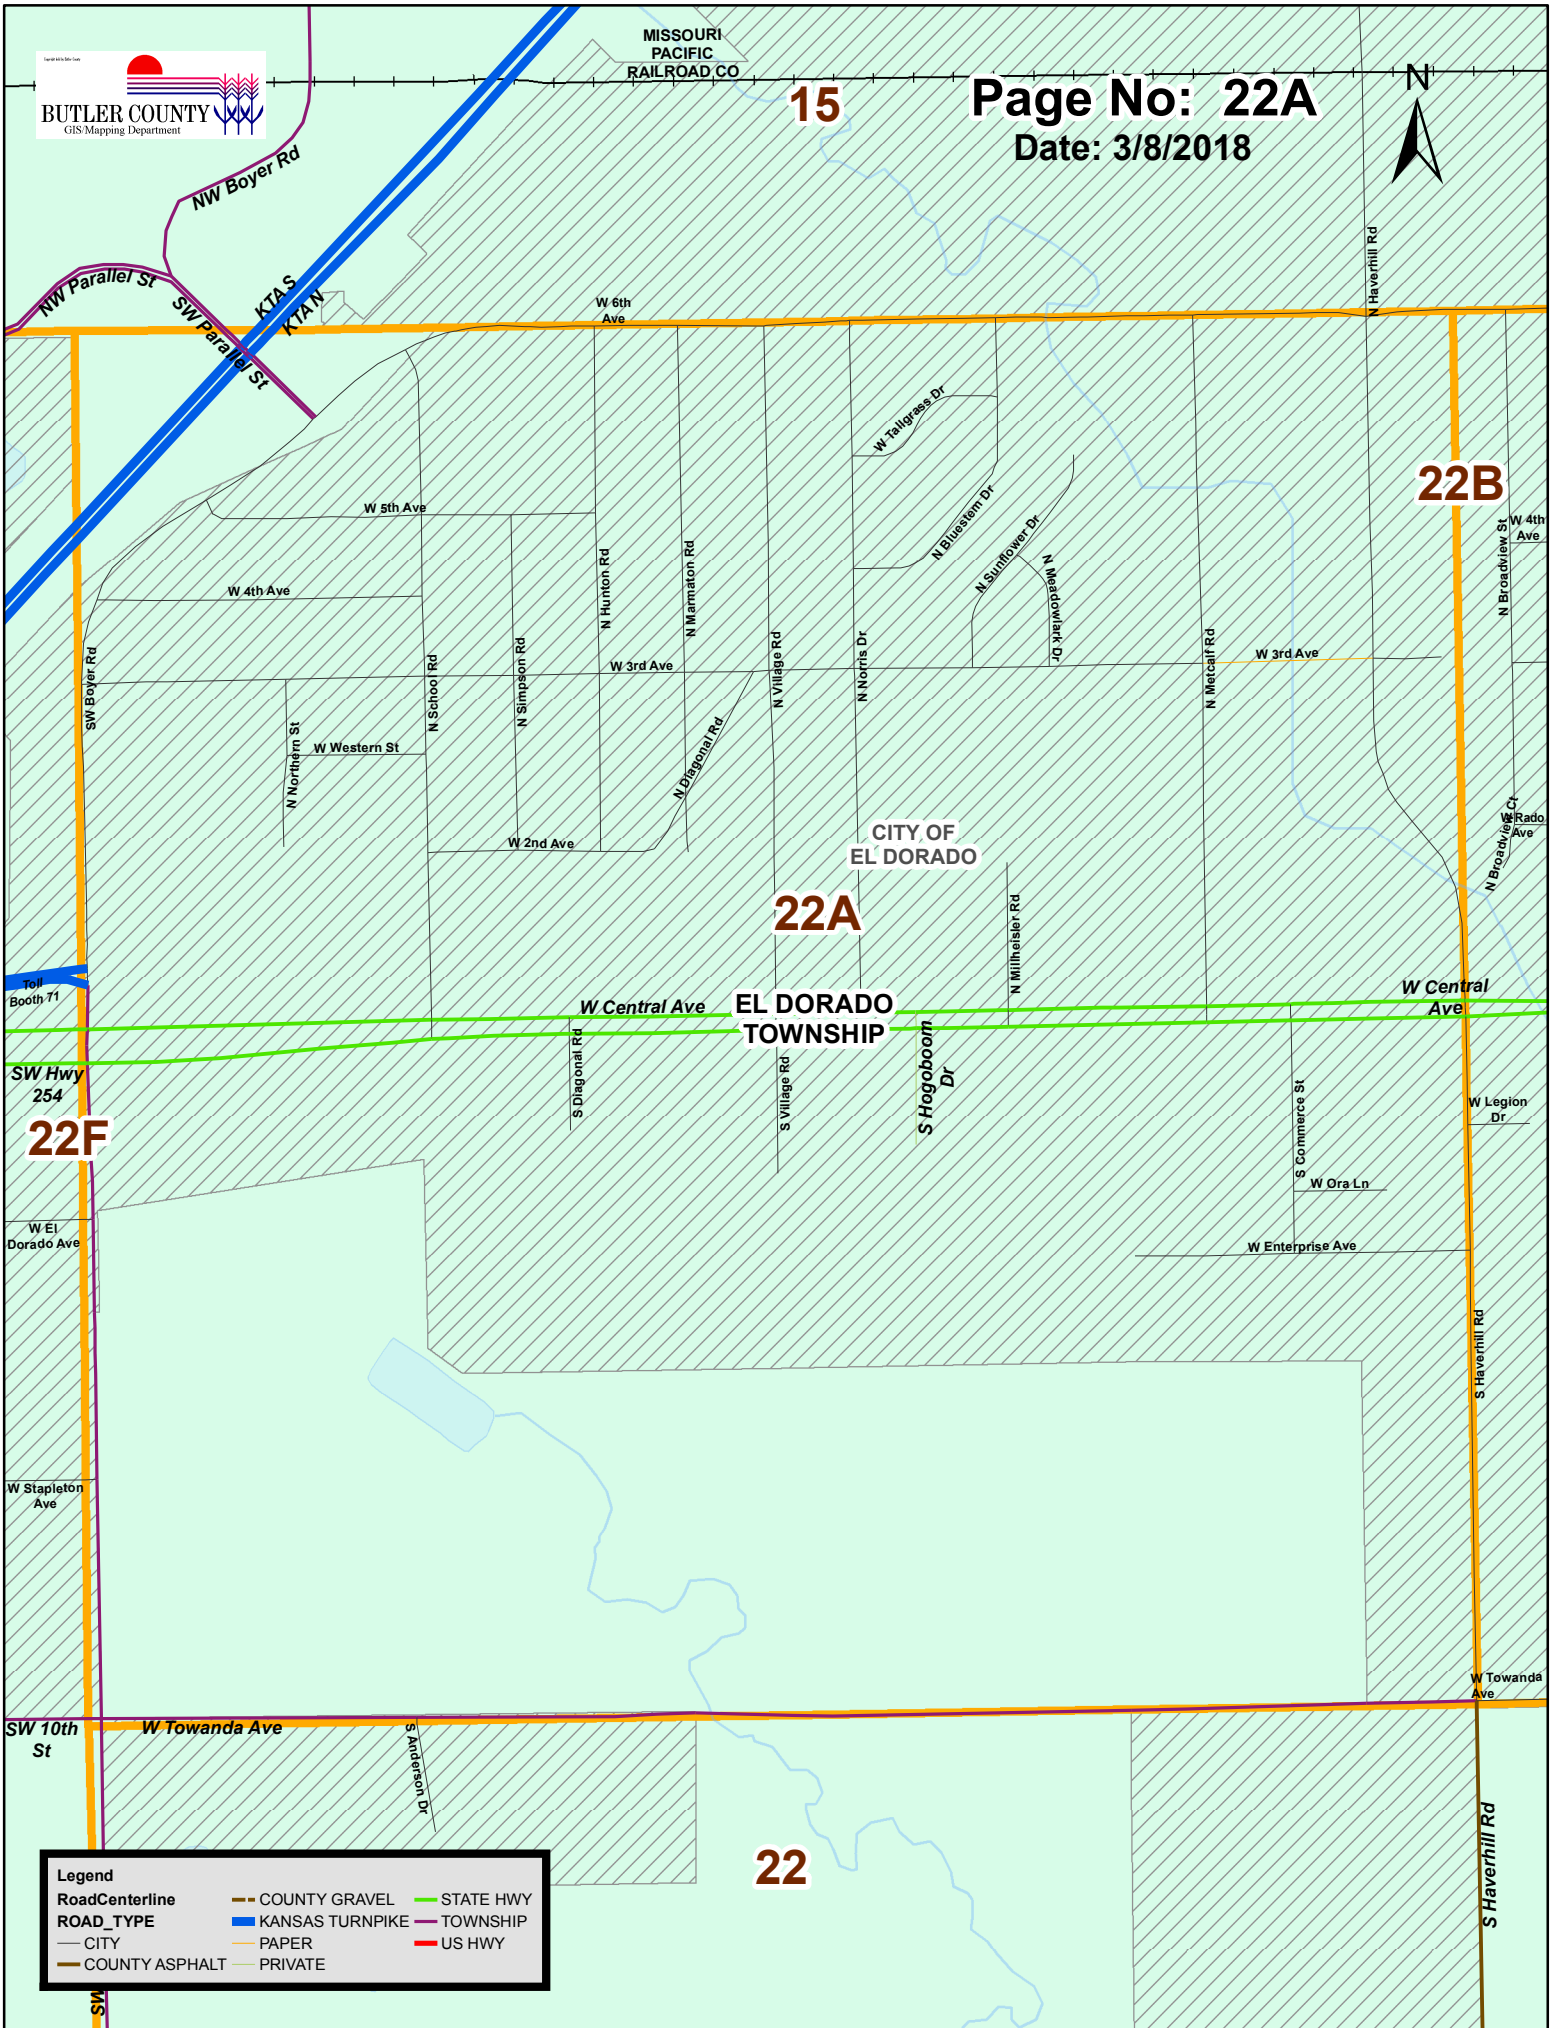 MISSOURI
PACIFIC
RAILROAD CO
BUTLER COUNTY
GIS/Mapping Department
15
Page No: 22A
Date: 3/8/2018
N
NW Boyer Rd
NW Parallel St
SW Parallel St
KTA S
KTA N
W 6th
Ave
N Haverhill Rd
W Tallgrass Dr
22B
W 5th Ave
N Bluestem Dr
N Sunflower Dr
N Meadowlark Dr
N Broadview St
W 4th
Ave
W 4th Ave
N Hunton Rd
N Marmaton Rd
SW Boyer Rd
N School Rd
N Simpson Rd
W 3rd Ave
N Village Rd
N Norris Dr
N Metcalf Rd
W 3rd Ave
N Northern St
W Western St
N Diagonal Rd
W 2nd Ave
CITY OF
EL DORADO
N Broadview Ct
W Rado
Ave
22A
N Millheisler Rd
Toll
Booth 71
W Central Ave
EL DORADO
TOWNSHIP
W Central
Ave
SW Hwy
254
S Diagonal Rd
S Village Rd
S Hogoboom
Dr
S Commerce St
W Legion
Dr
22F
W Ora Ln
W El
Dorado Ave
W Enterprise Ave
S Haverhill Rd
W Stapleton
Ave
W Towanda
Ave
SW 10th
St
W Towanda Ave
S Anderson Dr
22
S Haverhill Rd
Legend
RoadCenterline
ROAD_TYPE
CITY
COUNTY ASPHALT
COUNTY GRAVEL
KANSAS TURNPIKE
PAPER
PRIVATE
STATE HWY
TOWNSHIP
US HWY
SW